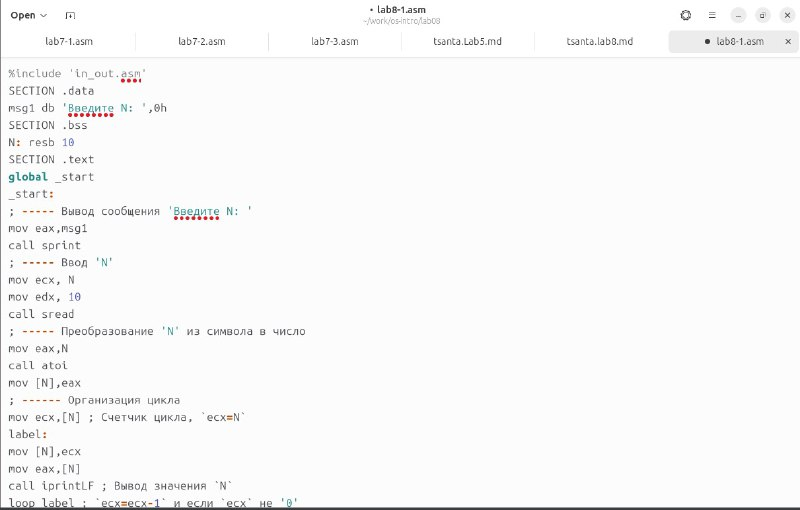 Open
• lab8-1.asm
~/work/os-intro/lab08
lab7-1.asm
lab7-2.asm
lab7-3.asm
tsanta.Lab5.md
tsanta.lab8.md
• lab8-1.asm
%include 'in_out.asm'
SECTION .data
msg1 db 'Введите N: ',0h
SECTION .bss
N: resb 10
SECTION .text
global _start
_start:
; ----- Вывод сообщения 'Введите N: '
mov eax,msg1
call sprint
; ----- Ввод 'N'
mov ecx, N
mov edx, 10
call sread
; ----- Преобразование 'N' из символа в число
mov eax,N
call atoi
mov [N],eax
; ------ Организация цикла
mov ecx,[N] ; Счетчик цикла, `ecx=N`
label:
mov [N],ecx
mov eax,[N]
call iprintLF ; Вывод значения `N`
loop label ; `ecx=ecx-1` и если `ecx` не '0'